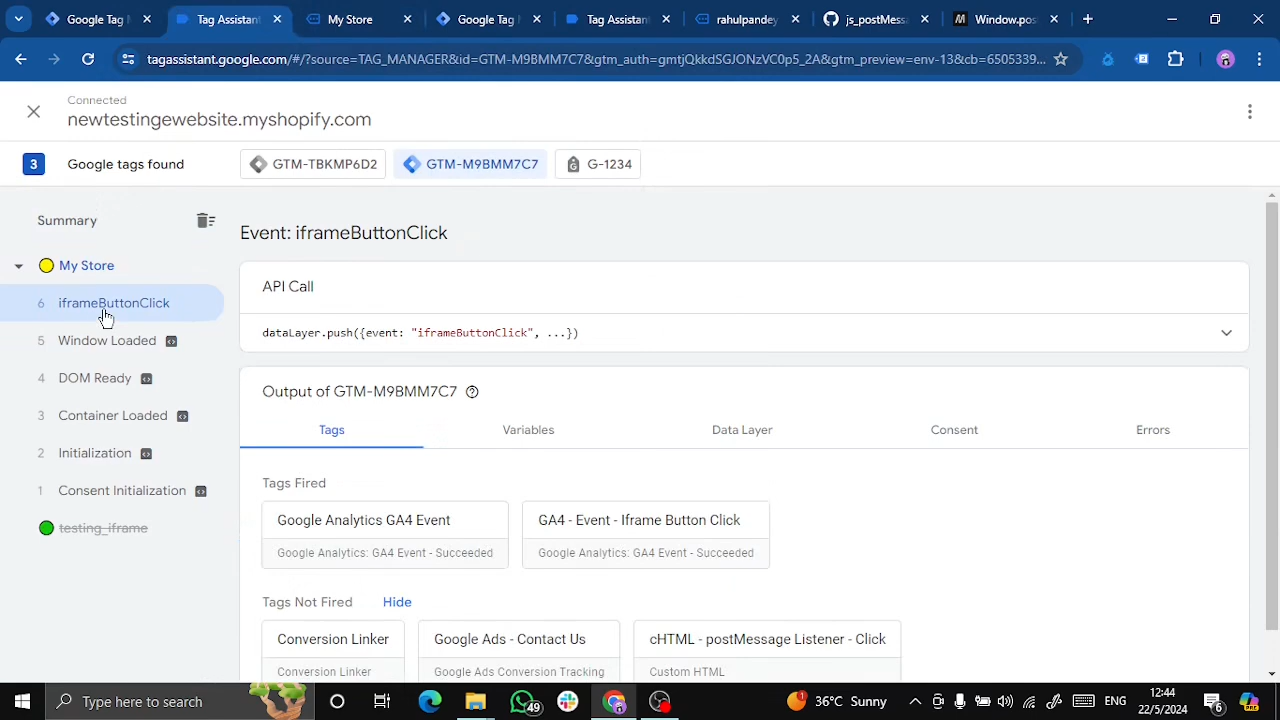 Google Tag
Tag Assistant
My Store
Google Tag
Tag Assistant
rahulpandey
js_postMess
Window.pos
tagassistant.google.com/#/?source=TAG_MANAGER&id=GTM-M9BMM7C7&gtm_auth=gmtjQkkdSGJONzVC0p5_2A&gtm_preview=env-13&cb=6505339...
Connected
newtestingewebsite.myshopify.com
3 Google tags found
GTM-TBKMP6D2
GTM-M9BMM7C7
G-1234
Summary
My Store
6 iframeButtonClick
5 Window Loaded
4 DOM Ready
3 Container Loaded
2 Initialization
1 Consent Initialization
testing_iframe
Event: iframeButtonClick
API Call
dataLayer.push({event: "iframeButtonClick", ...})
Output of GTM-M9BMM7C7
Tags Variables Data Layer Consent Errors
Tags Fired
Google Analytics GA4 Event
Google Analytics: GA4 Event - Succeeded
GA4 - Event - Iframe Button Click
Google Analytics: GA4 Event - Succeeded
Tags Not Fired Hide
Conversion Linker
Conversion Linker
Google Ads - Contact Us
Google Ads Conversion Tracking
cHTML - postMessage Listener - Click
Custom HTML
Type here to search
49
1
36°C Sunny
ENG
12:44
22/5/2024
6